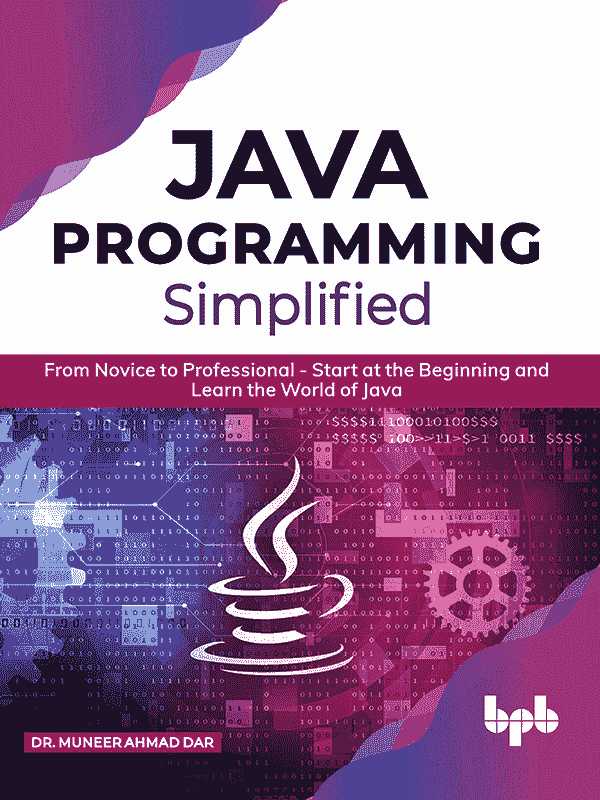 JAVA
PROGRAMMING
Simplified
From Novice to Professional - Start at the Beginning and
Learn the World of Java
$$$$11100010100$$$
DR. MUNEER AHMAD DAR
bpb